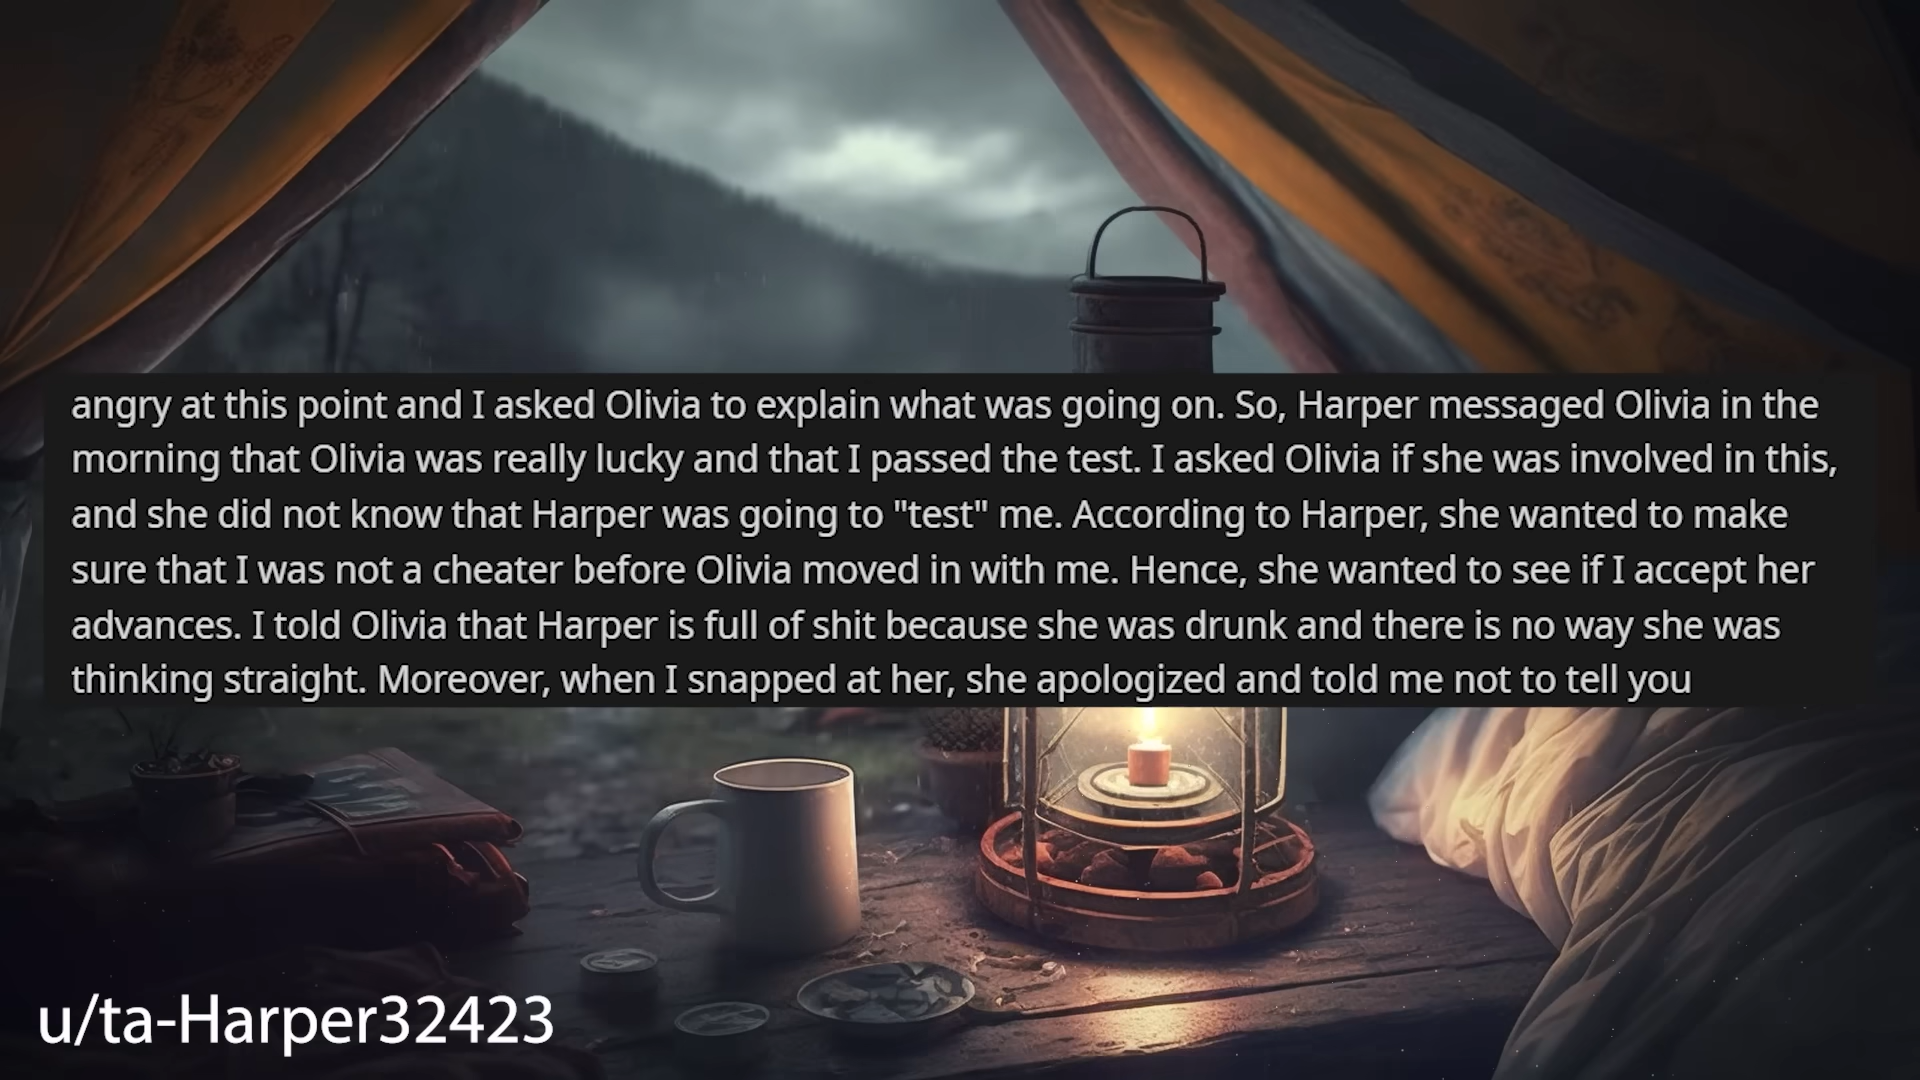 angry at this point and I asked Olivia to explain what was going on. So, Harper messaged Olivia in the
morning that Olivia was really lucky and that I passed the test. I asked Olivia if she was involved in this,
and she did not know that Harper was going to "test" me. According to Harper, she wanted to make
sure that I was not a cheater before Olivia moved in with me. Hence, she wanted to see if I accept her
advances. I told Olivia that Harper is full of shit because she was drunk and there is no way she was
thinking straight. Moreover, when I snapped at her, she apologized and told me not to tell you
u/ta-Harper32423